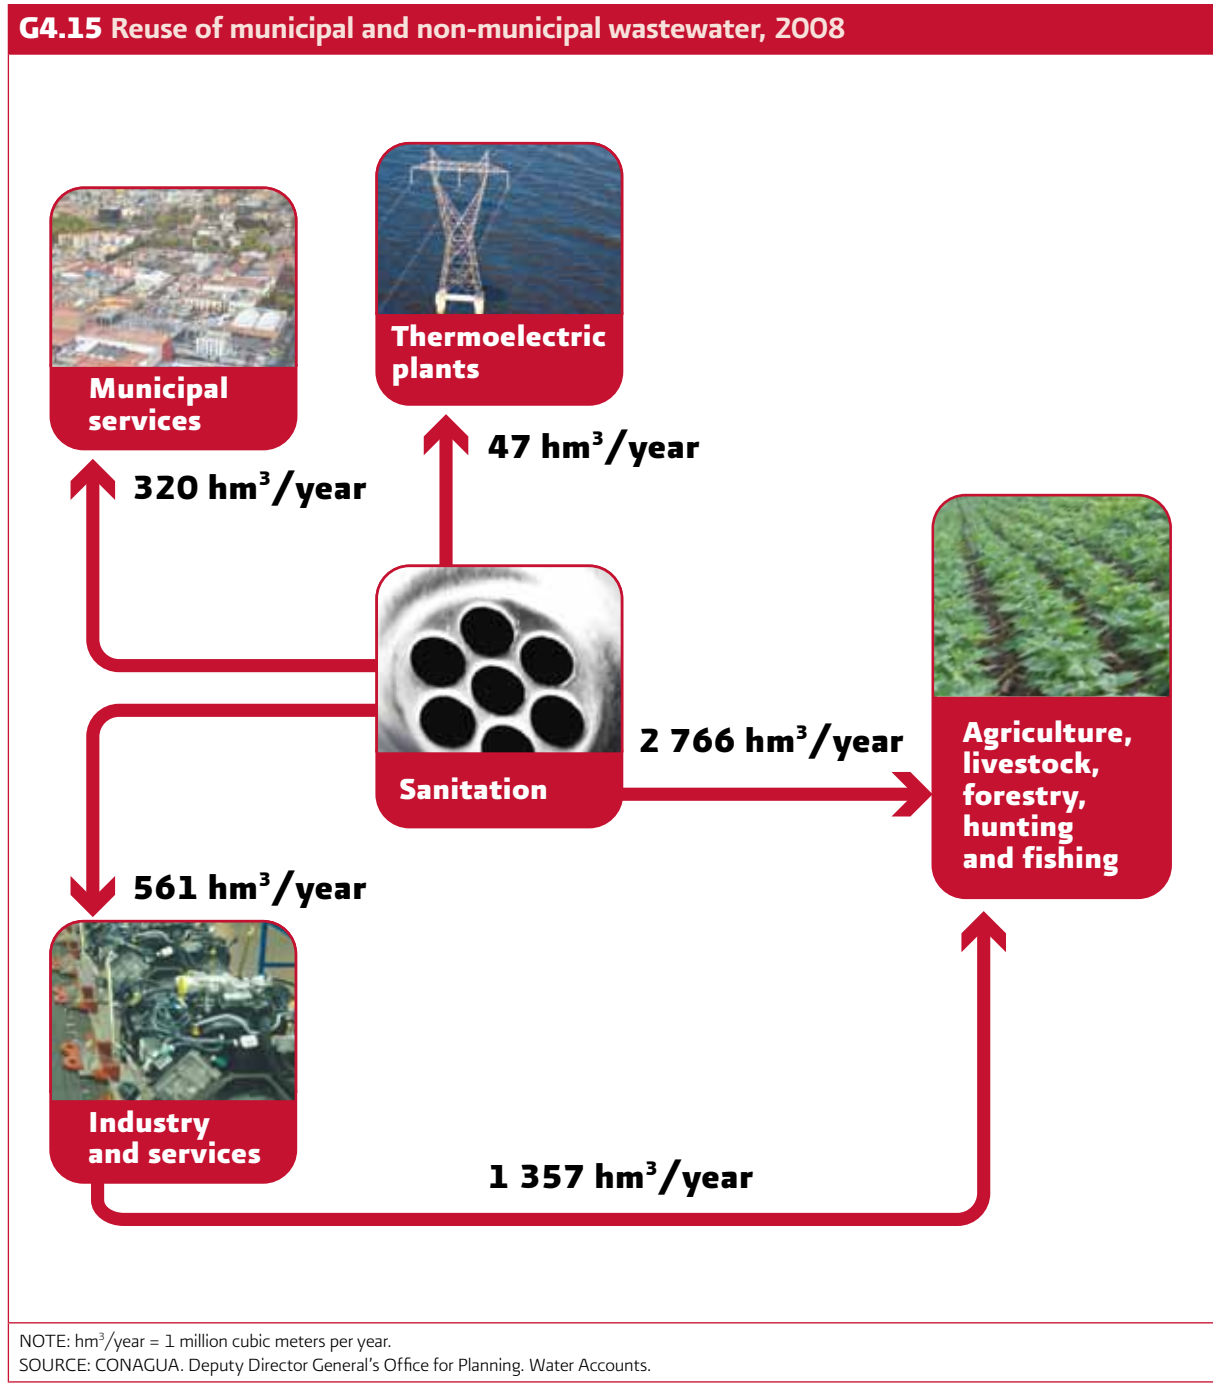 G4.15 Reuse of municipal and non-municipal wastewater, 2008
Thermoelectric
plants
Municipal
services
47 hm³/year
320 hm³/year
Sanitation
2 766 hm³/year
Agriculture,
livestock,
forestry,
hunting
and fishing
561 hm³/year
Industry
and services
1 357 hm³/year
NOTE: hm³/year = 1 million cubic meters per year.
SOURCE: CONAGUA. Deputy Director General's Office for Planning. Water Accounts.